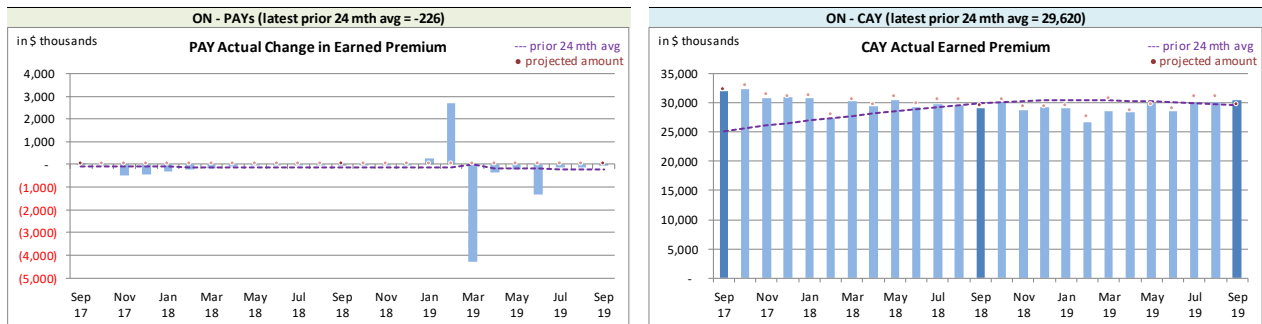 ON - PAYs (latest prior 24 mth avg = -226)
in $ thousands
PAY Actual Change in Earned Premium
--- prior 24 mth avg
• projected amount
4,000
3,000
2,000
1,000
-
(1,000)
(2,000)
(3,000)
(4,000)
(5,000)
Sep Nov Jan Mar May Jul Sep Nov Jan Mar May Jul Sep
17 17 18 18 18 18 18 18 19 19 19 19 19
ON - CAY (latest prior 24 mth avg = 29,620)
in $ thousands
CAY Actual Earned Premium
--- prior 24 mth avg
• projected amount
35,000
30,000
25,000
20,000
15,000
10,000
5,000
-
Sep Nov Jan Mar May Jul Sep Nov Jan Mar May Jul Sep
17 17 18 18 18 18 18 18 19 19 19 19 19